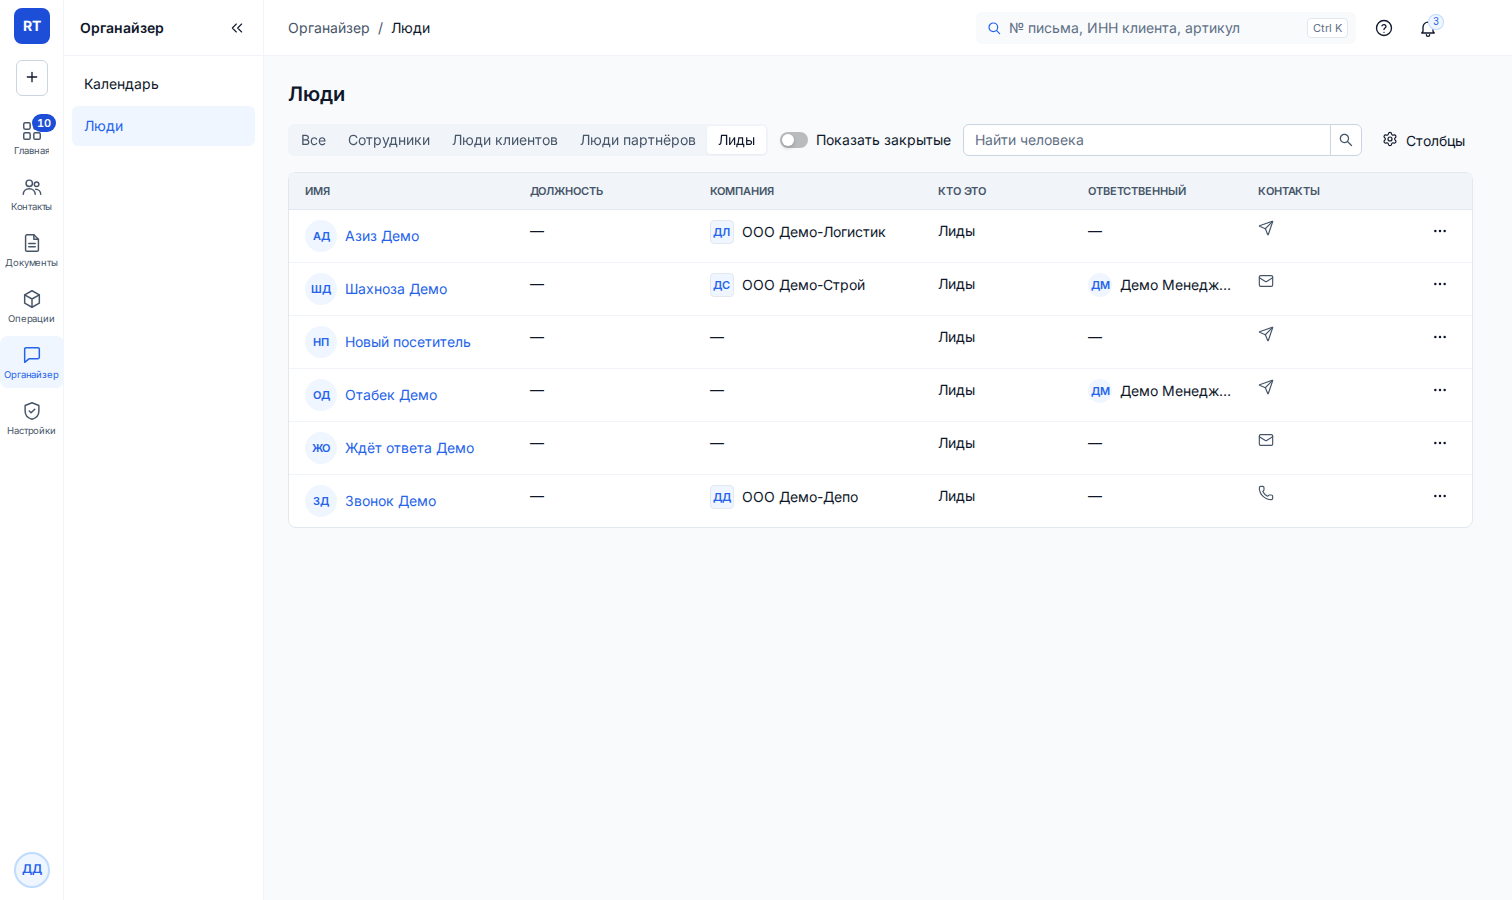 RT
Органайзер
Органайзер / Люди
№ письма, ИНН клиента, артикул
Ctrl K
3
10
Главная
Контакты
Документы
Операции
Органайзер
Настройки
ДД
Календарь
Люди
Люди
Все
Сотрудники
Люди клиентов
Люди партнёров
Лиды
Показать закрытые
Найти человека
Столбцы
ИМЯ ДОЛЖНОСТЬ КОМПАНИЯ КТО ЭТО ОТВЕТСТВЕННЫЙ КОНТАКТЫ
АД Азиз Демо — ДЛ ООО Демо-Логистик Лиды —
ШД Шахноза Демо — ДС ООО Демо-Строй Лиды ДМ Демо Менедж...
НП Новый посетитель — — Лиды —
ОД Отабек Демо — — Лиды ДМ Демо Менедж...
ЖО Ждёт ответа Демо — — Лиды —
ЗД Звонок Демо — ДД ООО Демо-Депо Лиды —